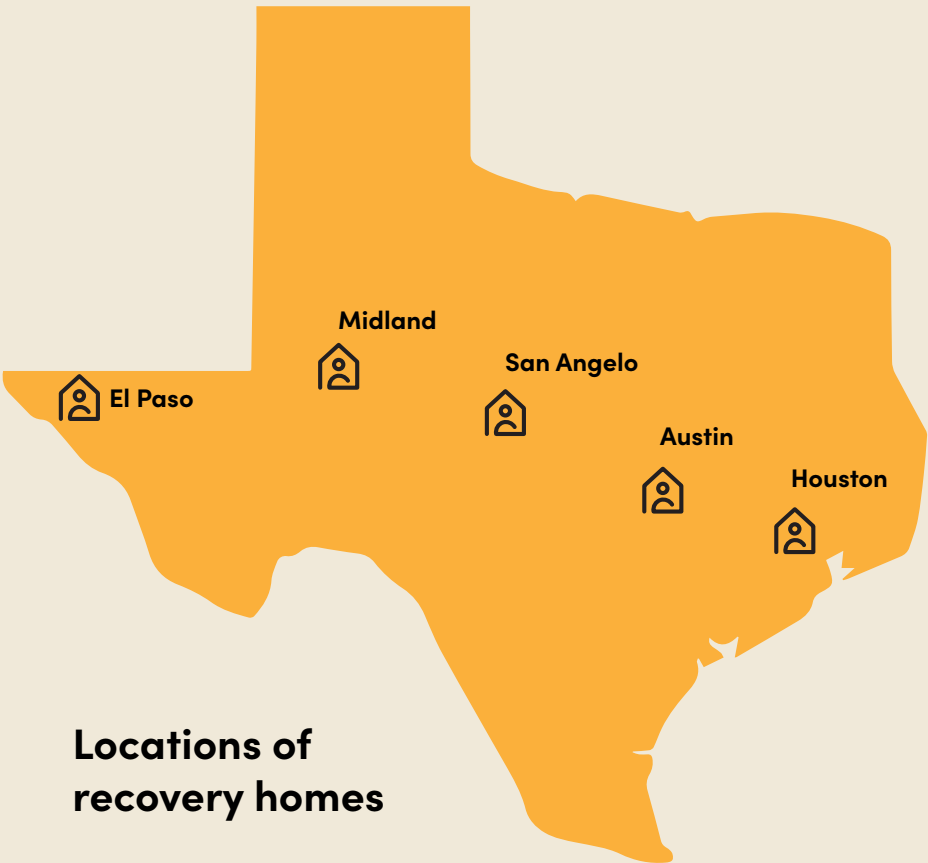 Midland
San Angelo
El Paso
Austin
Houston
Locations of
recovery homes